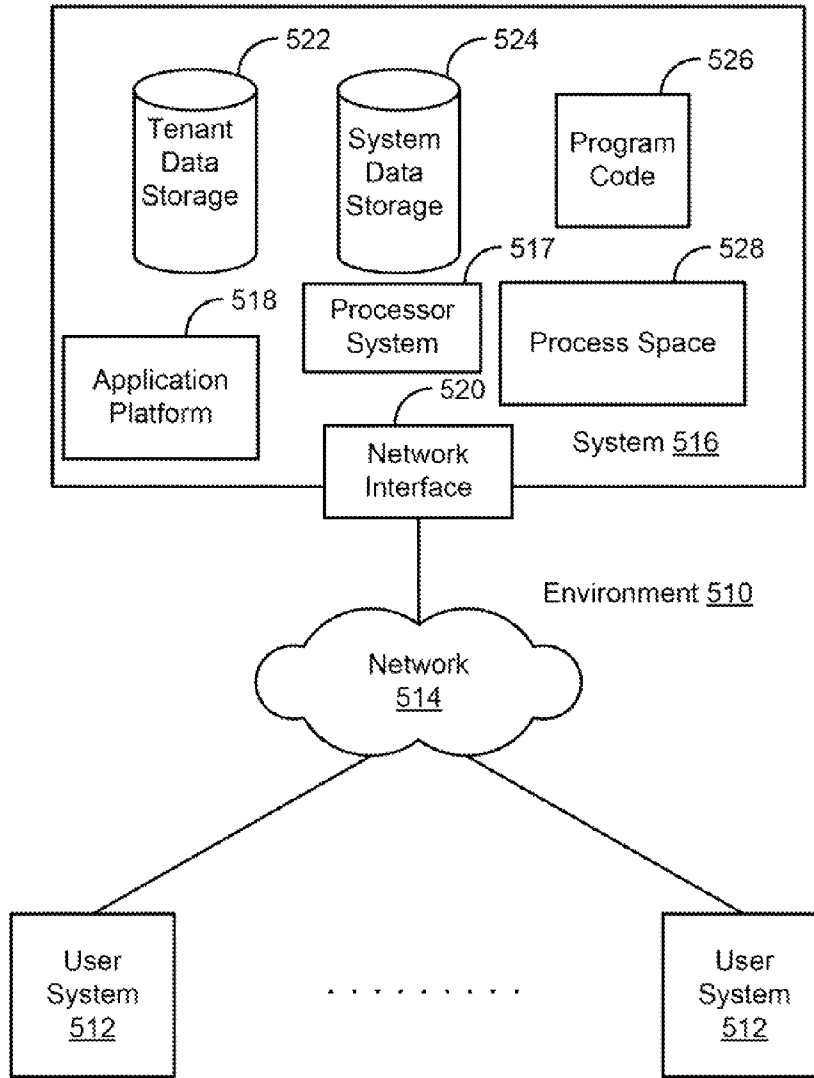 522
524
526
Tenant
Data
Storage
System
Data
Storage
Program
Code
517
528
518
Processor
System
Process Space
Application
Platform
520
Network
Interface
System 516
Environment 510
Network
514
User
System
512
. . . . . . . . .
User
System
512